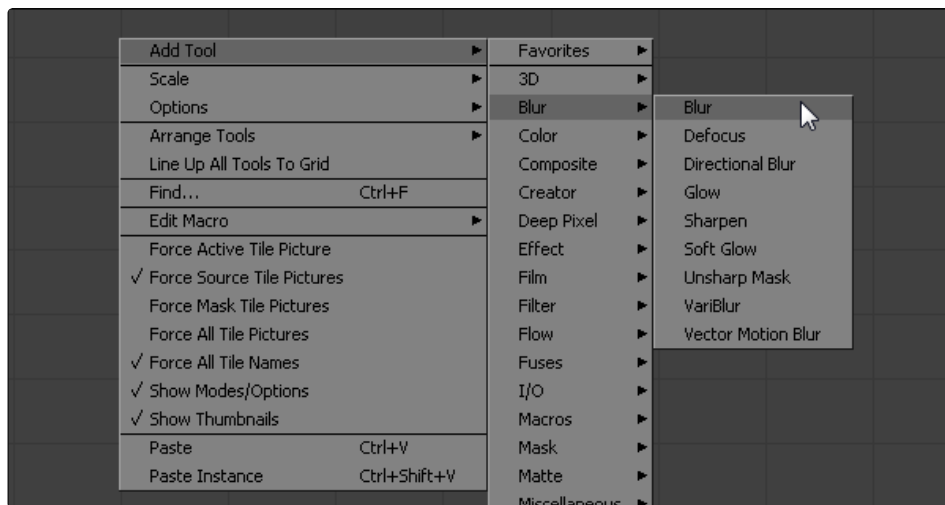 Add Tool
Scale
Options
Arrange Tools
Line Up All Tools To Grid
Find... Ctrl+F
Edit Macro
Force Active Tile Picture
✓ Force Source Tile Pictures
Force Mask Tile Pictures
Force All Tile Pictures
✓ Force All Tile Names
✓ Show Modes/Options
✓ Show Thumbnails
Paste Ctrl+V
Paste Instance Ctrl+Shift+V
Favorites
3D
Blur
Color
Composite
Creator
Deep Pixel
Effect
Film
Filter
Flow
Fuses
I/O
Macros
Mask
Matte
Miscellaneous
Blur
Defocus
Directional Blur
Glow
Sharpen
Soft Glow
Unsharp Mask
VariBlur
Vector Motion Blur